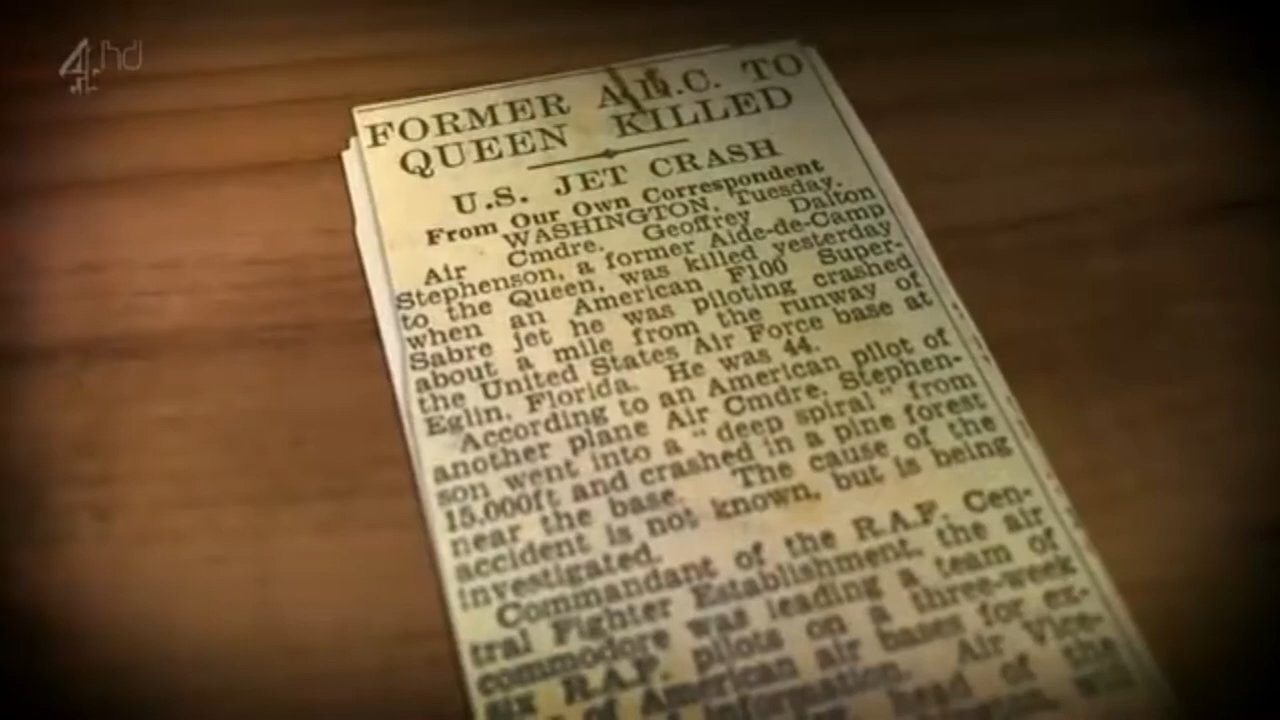 4hd
FORMER A.D.C. TO
QUEEN KILLED
U.S. JET CRASH
From Our Own Correspondent
WASHINGTON, Tuesday.
Air Cmdre. Geoffrey Dalton
Stephenson, a former Aide-de-Camp
to the Queen, was killed yesterday
when an American F100 Super-
Sabre jet he was piloting crashed
about a mile from the runway of
the United States Air Force base at
Eglin, Florida. He was 44.
According to an American pilot of
another plane Air Cmdre. Stephen-
son went into a "deep spiral" from
15,000ft and crashed in a pine forest
near the base. The cause of the
accident is not known, but is being
investigated.
Commandant of the R.A.F. Cen-
tral Fighter Establishment, the air
commodore was leading a team of
six R.A.F. pilots on a three-week
of American air bases for ex-
information. Air Vice-
head of the
will